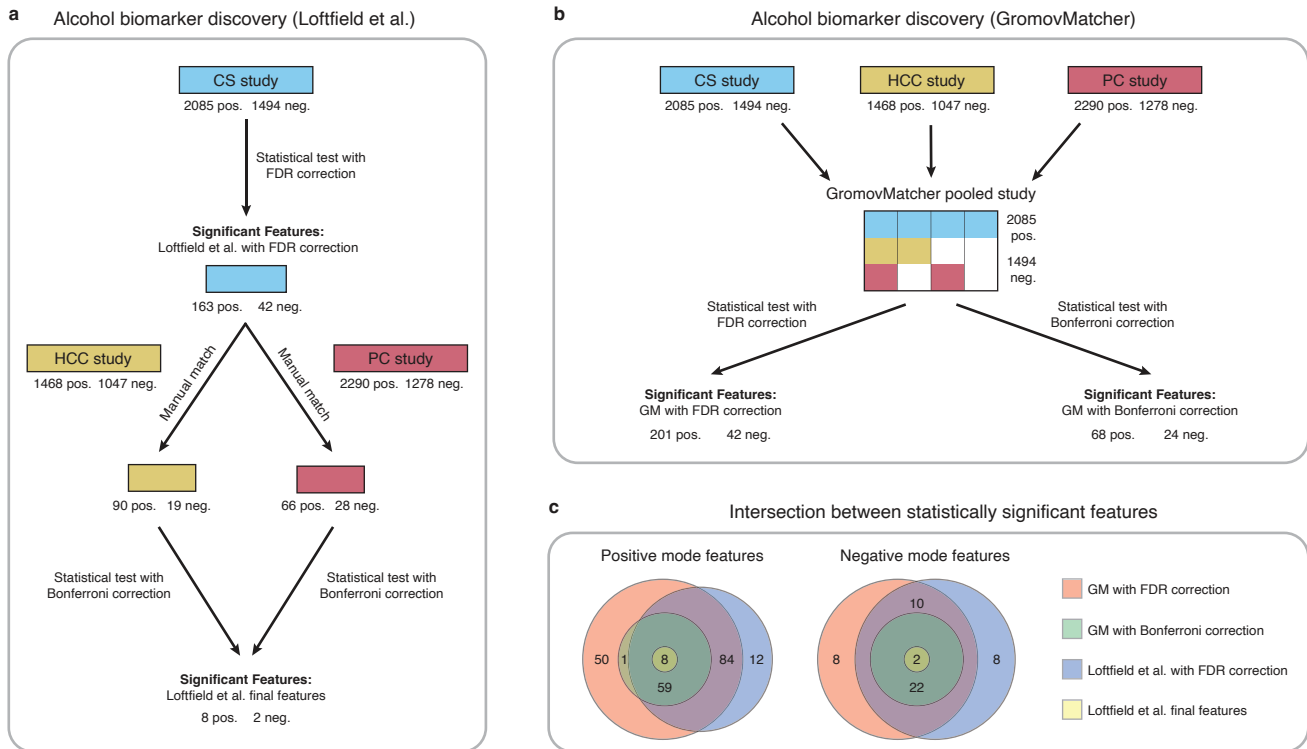 a
Alcohol biomarker discovery (Loftfield et al.)
CS study
2085 pos. 1494 neg.
Statistical test with
FDR correction
Significant Features:
Loftfield et al. with FDR correction
163 pos. 42 neg.
HCC study
1468 pos. 1047 neg.
Manual match
Manual match
PC study
2290 pos. 1278 neg.
90 pos. 19 neg.
66 pos. 28 neg.
Statistical test with
Bonferroni correction
Statistical test with
Bonferroni correction
Significant Features:
Loftfield et al. final features
8 pos. 2 neg.
b
Alcohol biomarker discovery (GromovMatcher)
CS study
2085 pos. 1494 neg.
HCC study
1468 pos. 1047 neg.
PC study
2290 pos. 1278 neg.
GromovMatcher pooled study
2085
pos.
1494
neg.
Statistical test with
FDR correction
Statistical test with
Bonferroni correction
Significant Features:
GM with FDR correction
201 pos. 42 neg.
Significant Features:
GM with Bonferroni correction
68 pos. 24 neg.
c
Intersection between statistically significant features
Positive mode features
50 1 8 84 12
59
Negative mode features
10
8 2 8
22
GM with FDR correction
GM with Bonferroni correction
Loftfield et al. with FDR correction
Loftfield et al. final features